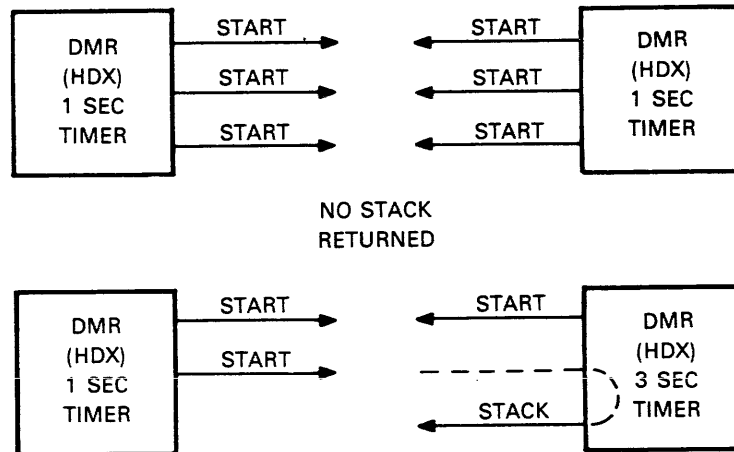 DMR
(HDX)
1 SEC
TIMER
START
START
START
START
START
START
DMR
(HDX)
1 SEC
TIMER
NO STACK
RETURNED
DMR
(HDX)
1 SEC
TIMER
START
START
START
STACK
DMR
(HDX)
3 SEC
TIMER